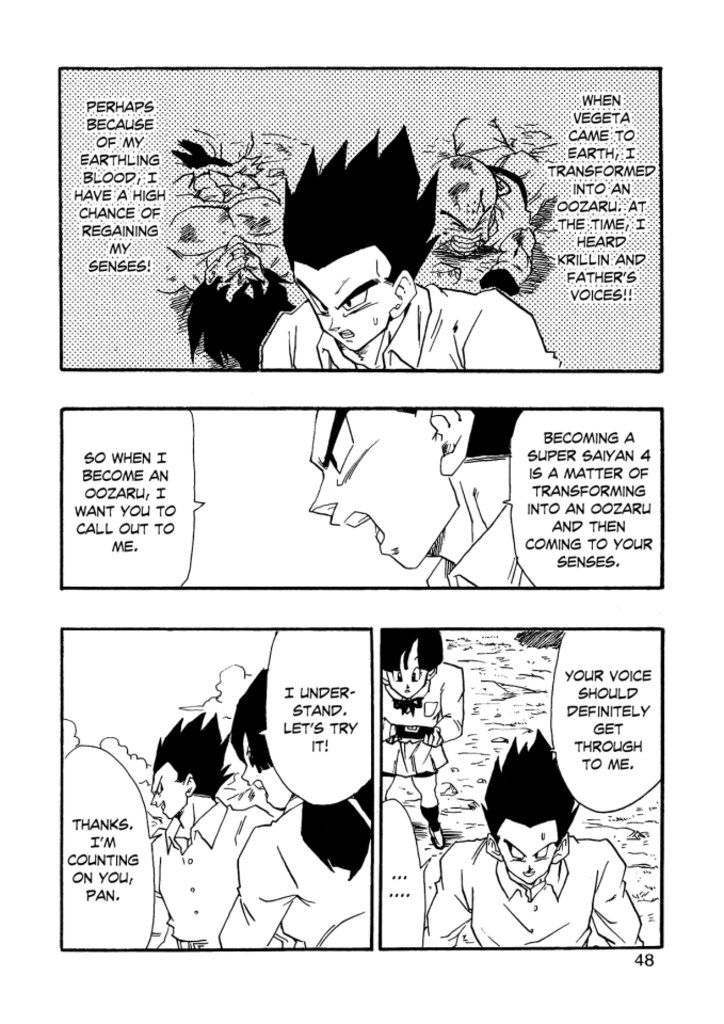 WHEN
VEGETA
CAME TO
EARTH, I
TRANSFORMED
INTO AN
OOZARU. AT
THE TIME, I
HEARD
KRILLIN AND
FATHER'S
VOICES!!
PERHAPS
BECAUSE
OF MY
EARTHLING
BLOOD, I
HAVE A HIGH
CHANCE OF
REGAINING
MY
SENSES!
BECOMING A
SUPER SAIYAN 4
IS A MATTER OF
TRANSFORMING
INTO AN OOZARU
AND THEN
COMING TO YOUR
SENSES.
SO WHEN I
BECOME AN
OOZARU, I
WANT YOU TO
CALL OUT TO
ME.
YOUR VOICE
SHOULD
DEFINITELY
GET
THROUGH
TO ME.
...
....
I UNDER-
STAND.
LET'S TRY
IT!
THANKS.
I'M
COUNTING
ON YOU,
PAN.
48